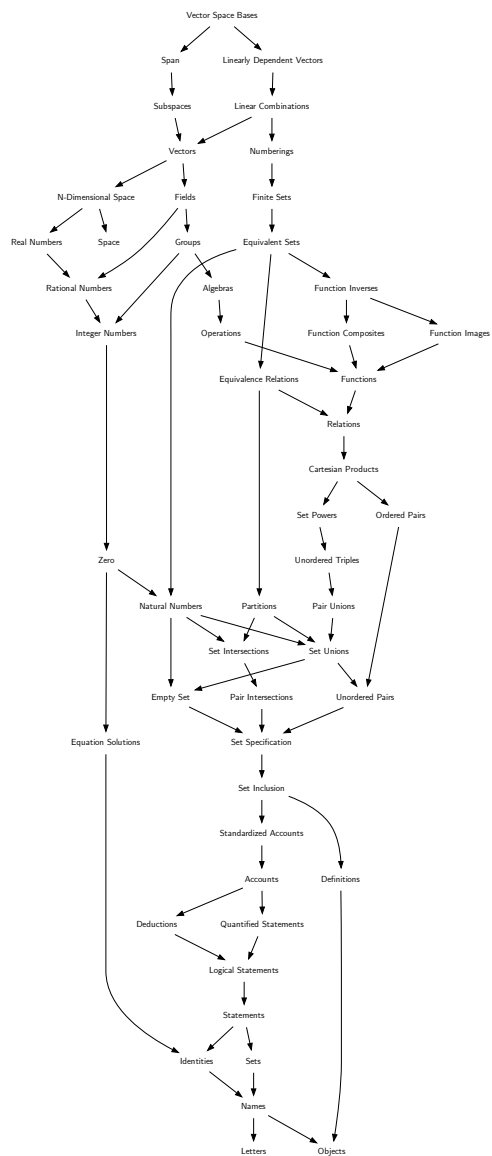 Vector Space Bases
Span
Linearly Dependent Vectors
Subspaces
Linear Combinations
Vectors
Numberings
N-Dimensional Space
Fields
Finite Sets
Real Numbers
Space
Groups
Equivalent Sets
Rational Numbers
Algebras
Function Inverses
Integer Numbers
Operations
Function Composites
Function Images
Equivalence Relations
Functions
Relations
Cartesian Products
Set Powers
Ordered Pairs
Zero
Unordered Triples
Natural Numbers
Partitions
Pair Unions
Set Intersections
Set Unions
Empty Set
Pair Intersections
Unordered Pairs
Equation Solutions
Set Specification
Set Inclusion
Standardized Accounts
Accounts
Definitions
Deductions
Quantified Statements
Logical Statements
Statements
Identities
Sets
Names
Letters
Objects